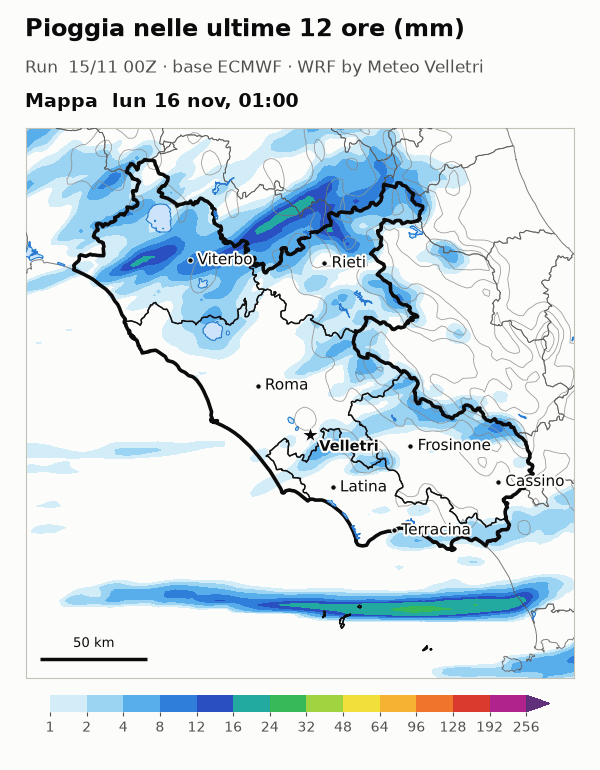 Pioggia nelle ultime 12 ore (mm)
Run  15/11 00Z · base ECMWF · WRF by Meteo Velletri
Mappa  lun 16 nov, 01:00
Viterbo
Rieti
Roma
Velletri
Frosinone
Latina
Cassino
Terracina
50 km
1 2 4 8 12 16 24 32 48 64 96 128 192 256